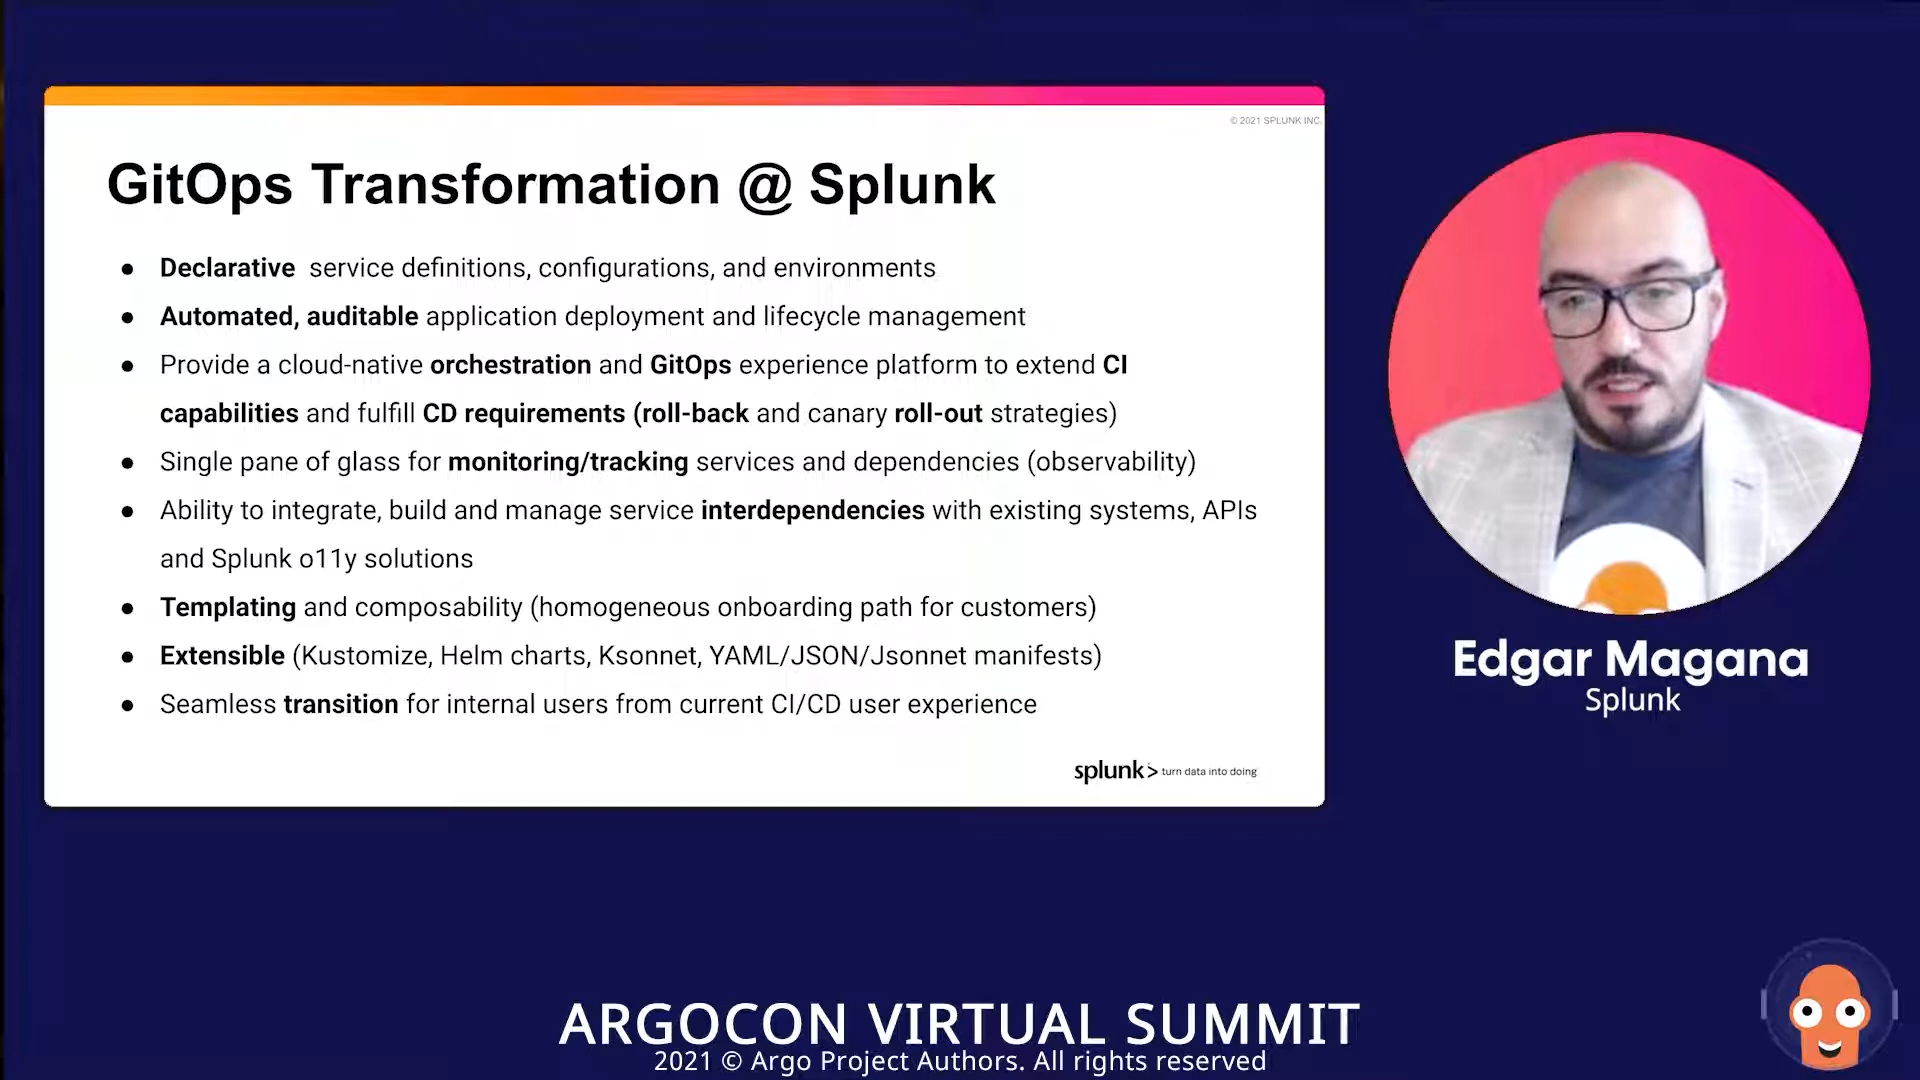 © 2021 SPLUNK INC.
GitOps Transformation @ Splunk
● Declarative service definitions, configurations, and environments
● Automated, auditable application deployment and lifecycle management
● Provide a cloud-native orchestration and GitOps experience platform to extend CI
capabilities and fulfill CD requirements (roll-back and canary roll-out strategies)
● Single pane of glass for monitoring/tracking services and dependencies (observability)
● Ability to integrate, build and manage service interdependencies with existing systems, APIs
and Splunk o11y solutions
● Templating and composability (homogeneous onboarding path for customers)
● Extensible (Kustomize, Helm charts, Ksonnet, YAML/JSON/Jsonnet manifests)
● Seamless transition for internal users from current CI/CD user experience
splunk> turn data into doing
Edgar Magana
Splunk
ARGOCON VIRTUAL SUMMIT
2021 © Argo Project Authors. All rights reserved